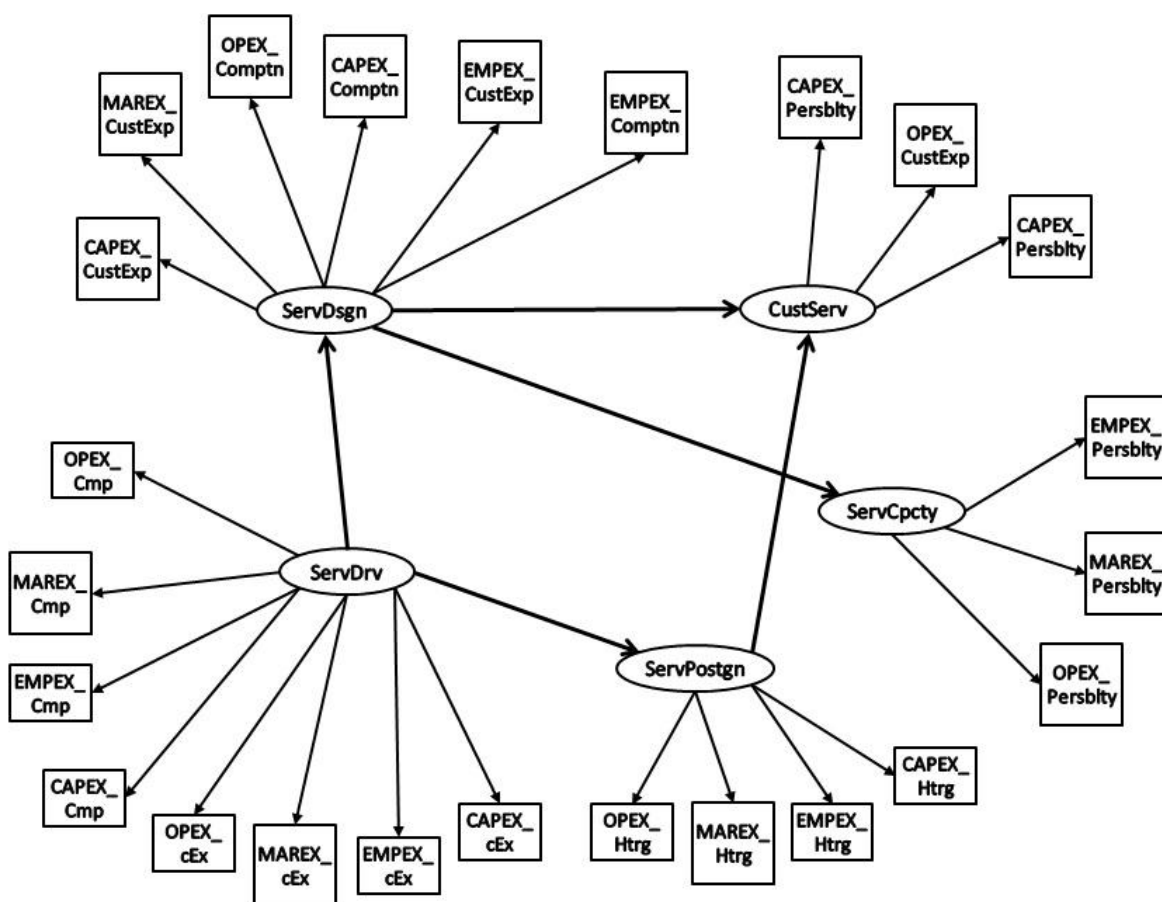 OPEX_
Comptn
CAPEX_
Comptn
EMPEX_
CustExp
MAREX_
CustExp
EMPEX_
Comptn
CAPEX_
Persblty
OPEX_
CustExp
CAPEX_
CustExp
CAPEX_
Persblty
ServDsgn
CustServ
EMPEX_
Persblty
OPEX_
Cmp
ServCpcty
MAREX_
Cmp
ServDrv
MAREX_
Persblty
EMPEX_
Cmp
ServPostgn
OPEX_
Persblty
CAPEX_
Cmp
OPEX_
cEx
MAREX_
cEx
EMPEX_
cEx
CAPEX_
cEx
OPEX_
Htrg
MAREX_
Htrg
EMPEX_
Htrg
CAPEX_
Htrg